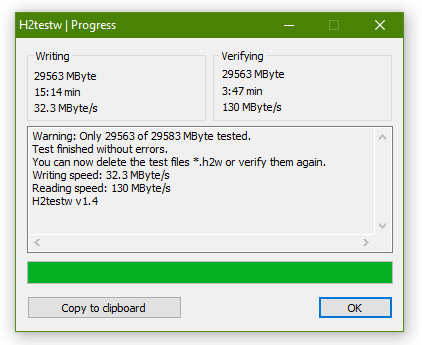 H2testw | Progress
Writing
29563 MByte
15:14 min
32.3 MByte/s
Verifying
29563 MByte
3:47 min
130 MByte/s
Warning: Only 29563 of 29583 MByte tested.
Test finished without errors.
You can now delete the test files *.h2w or verify them again.
Writing speed: 32.3 MByte/s
Reading speed: 130 MByte/s
H2testw v1.4
Copy to clipboard
OK